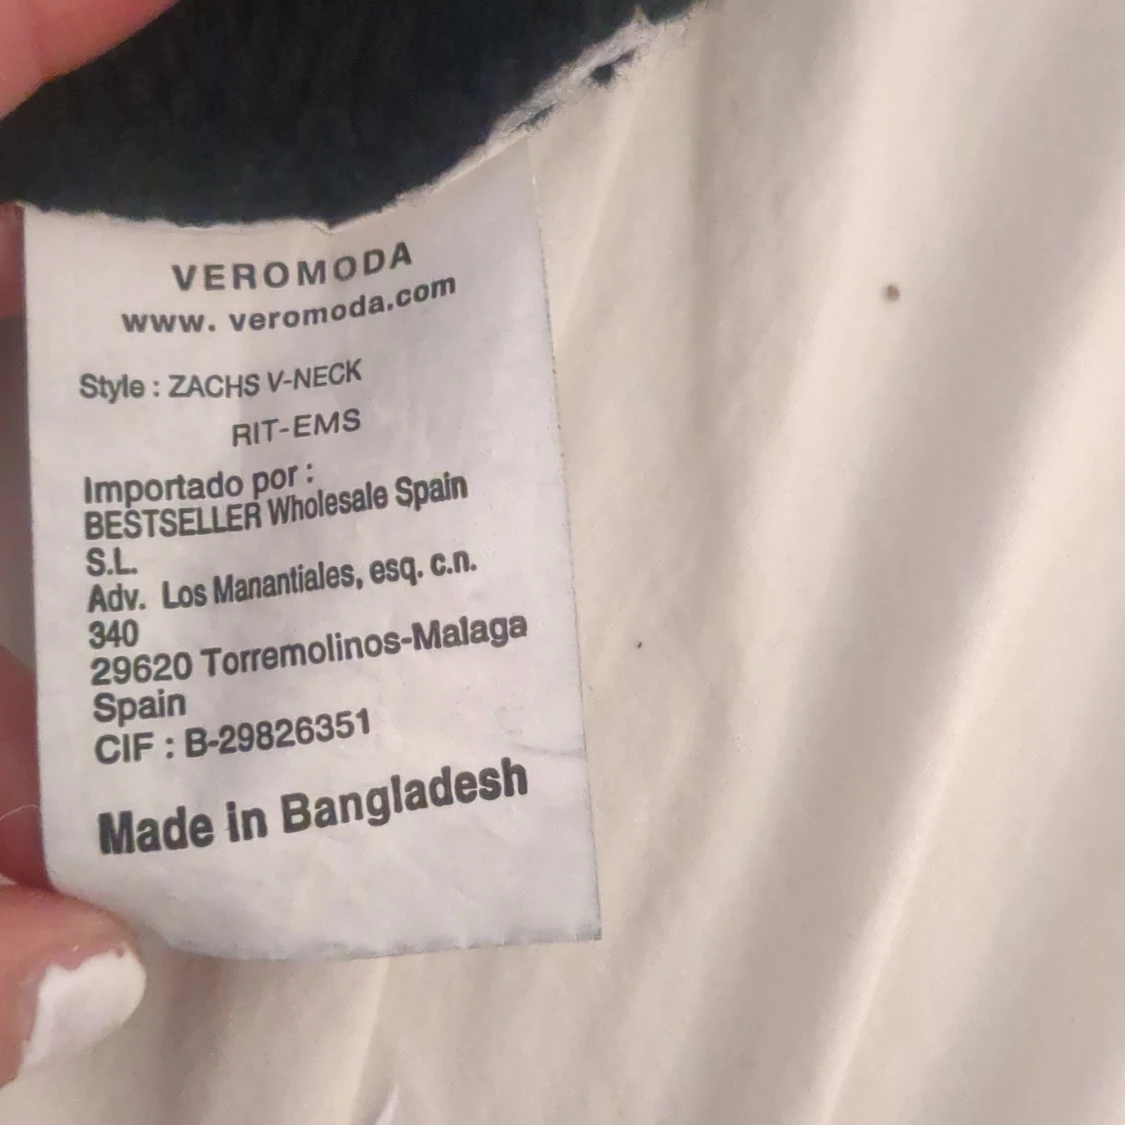 VEROMODA
www. veromoda.com
Style : ZACHS V-NECK
RIT-EMS
Importado por :
BESTSELLER Wholesale Spain
S.L.
Adv. Los Manantiales, esq. c.n.
340
29620 Torremolinos-Malaga
Spain
CIF : B-29826351
Made in Bangladesh